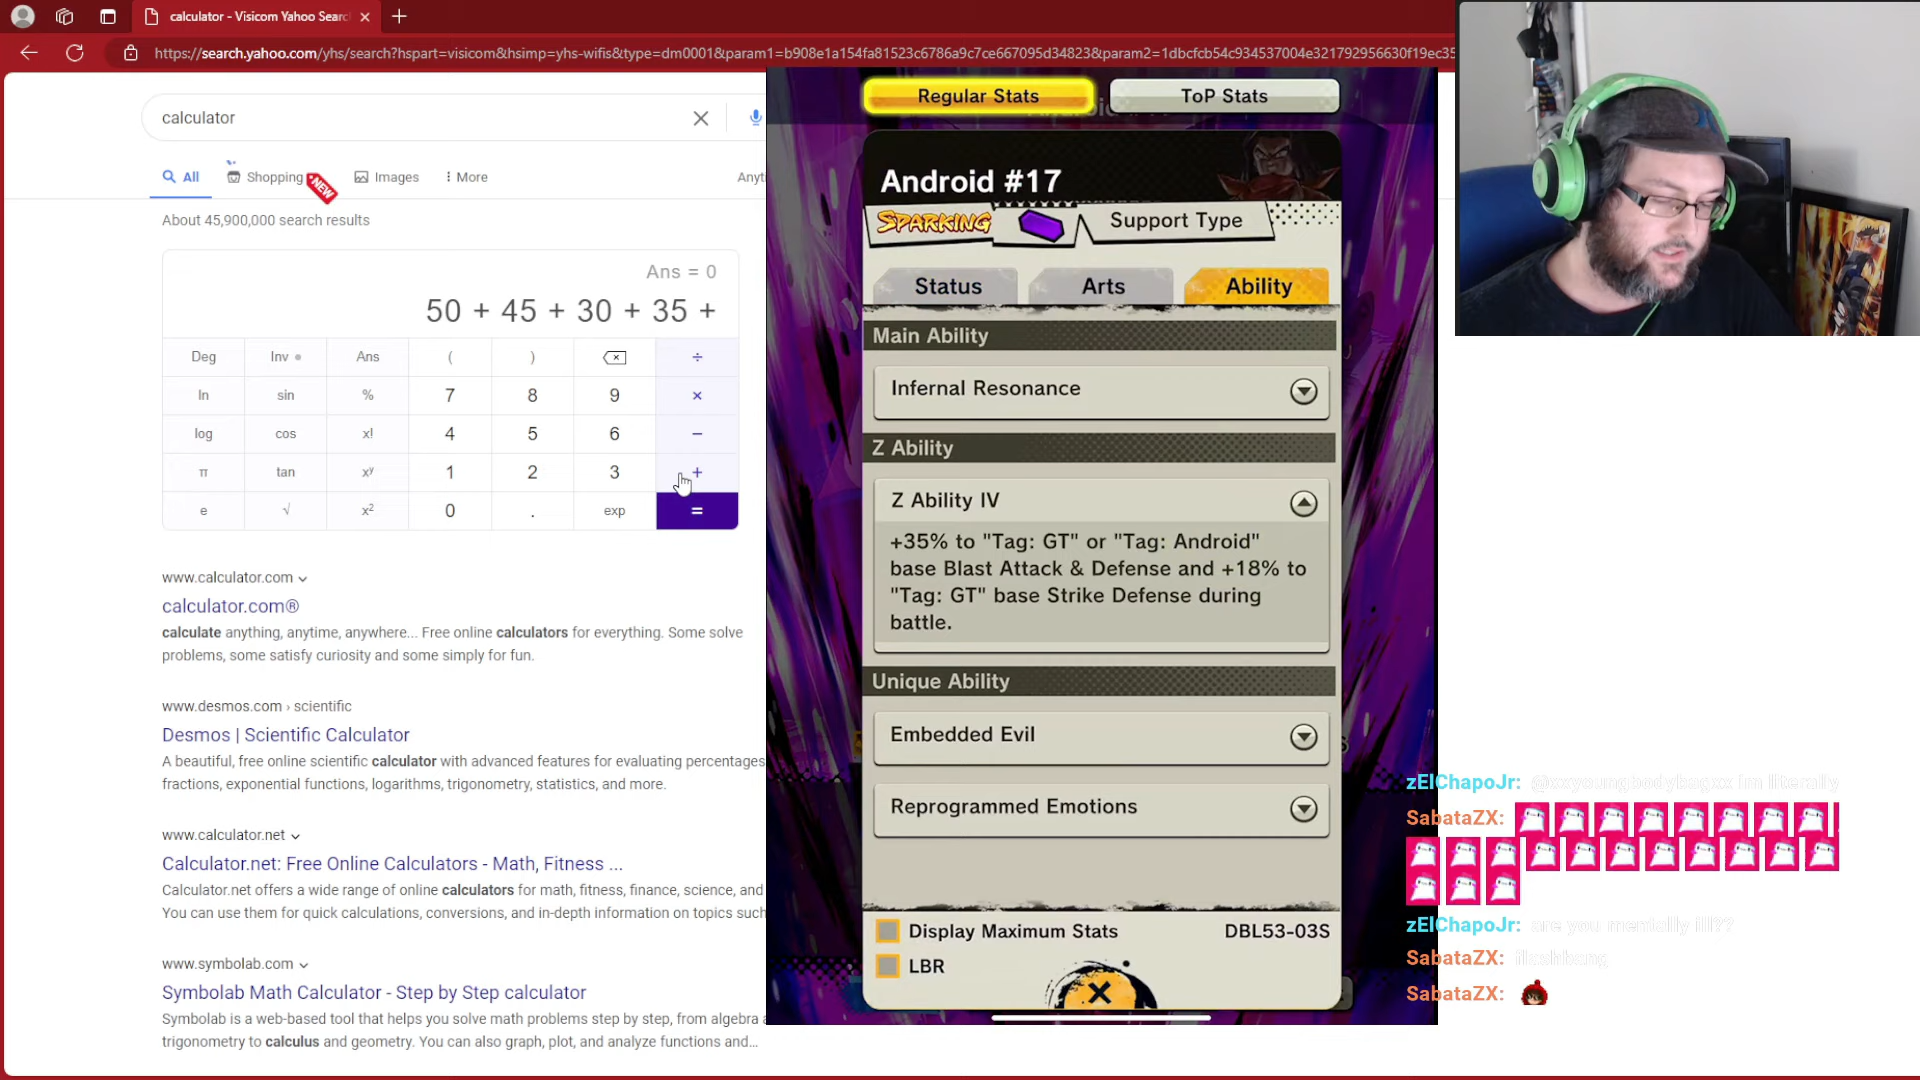 calculator - Visicom Yahoo Searc
https://search.yahoo.com/yhs/search?hspart=visicom&hsimp=yhs-wifis&type=dm0001&param1=b908e1a154fa81523c6786a9c7ce667095d34823&param2=1dbcfcb54c934537004e321792956630f19ec35
calculator
All
Shopping
NEW
Images
More
Anyti
About 45,900,000 search results
Ans = 0
50 + 45 + 30 + 35 +
Deg Inv Ans ( ) ÷
ln sin % 7 8 9 ×
log cos x! 4 5 6 −
π tan xʸ 1 2 3 +
e √ x² 0 . exp =
www.calculator.com
calculator.com®
calculate anything, anytime, anywhere... Free online calculators for everything. Some solve
problems, some satisfy curiosity and some simply for fun.
www.desmos.com › scientific
Desmos | Scientific Calculator
A beautiful, free online scientific calculator with advanced features for evaluating percentages
fractions, exponential functions, logarithms, trigonometry, statistics, and more.
www.calculator.net
Calculator.net: Free Online Calculators - Math, Fitness ...
Calculator.net offers a wide range of online calculators for math, fitness, finance, science, and
You can use them for quick calculations, conversions, and in-depth information on topics such
www.symbolab.com
Symbolab Math Calculator - Step by Step calculator
Symbolab is a web-based tool that helps you solve math problems step by step, from algebra
trigonometry to calculus and geometry. You can also graph, plot, and analyze functions and...
Regular Stats
ToP Stats
Android #17
SPARKING
Support Type
Status
Arts
Ability
Main Ability
Infernal Resonance
Z Ability
Z Ability IV
+35% to "Tag: GT" or "Tag: Android"
base Blast Attack & Defense and +18% to
"Tag: GT" base Strike Defense during
battle.
Unique Ability
Embedded Evil
Reprogrammed Emotions
Display Maximum Stats
DBL53-03S
LBR
zElChapoJr: @xxyoungbodybagxx Im literally
SabataZX:
zElChapoJr: are you mentally ill??
SabataZX:
SabataZX: